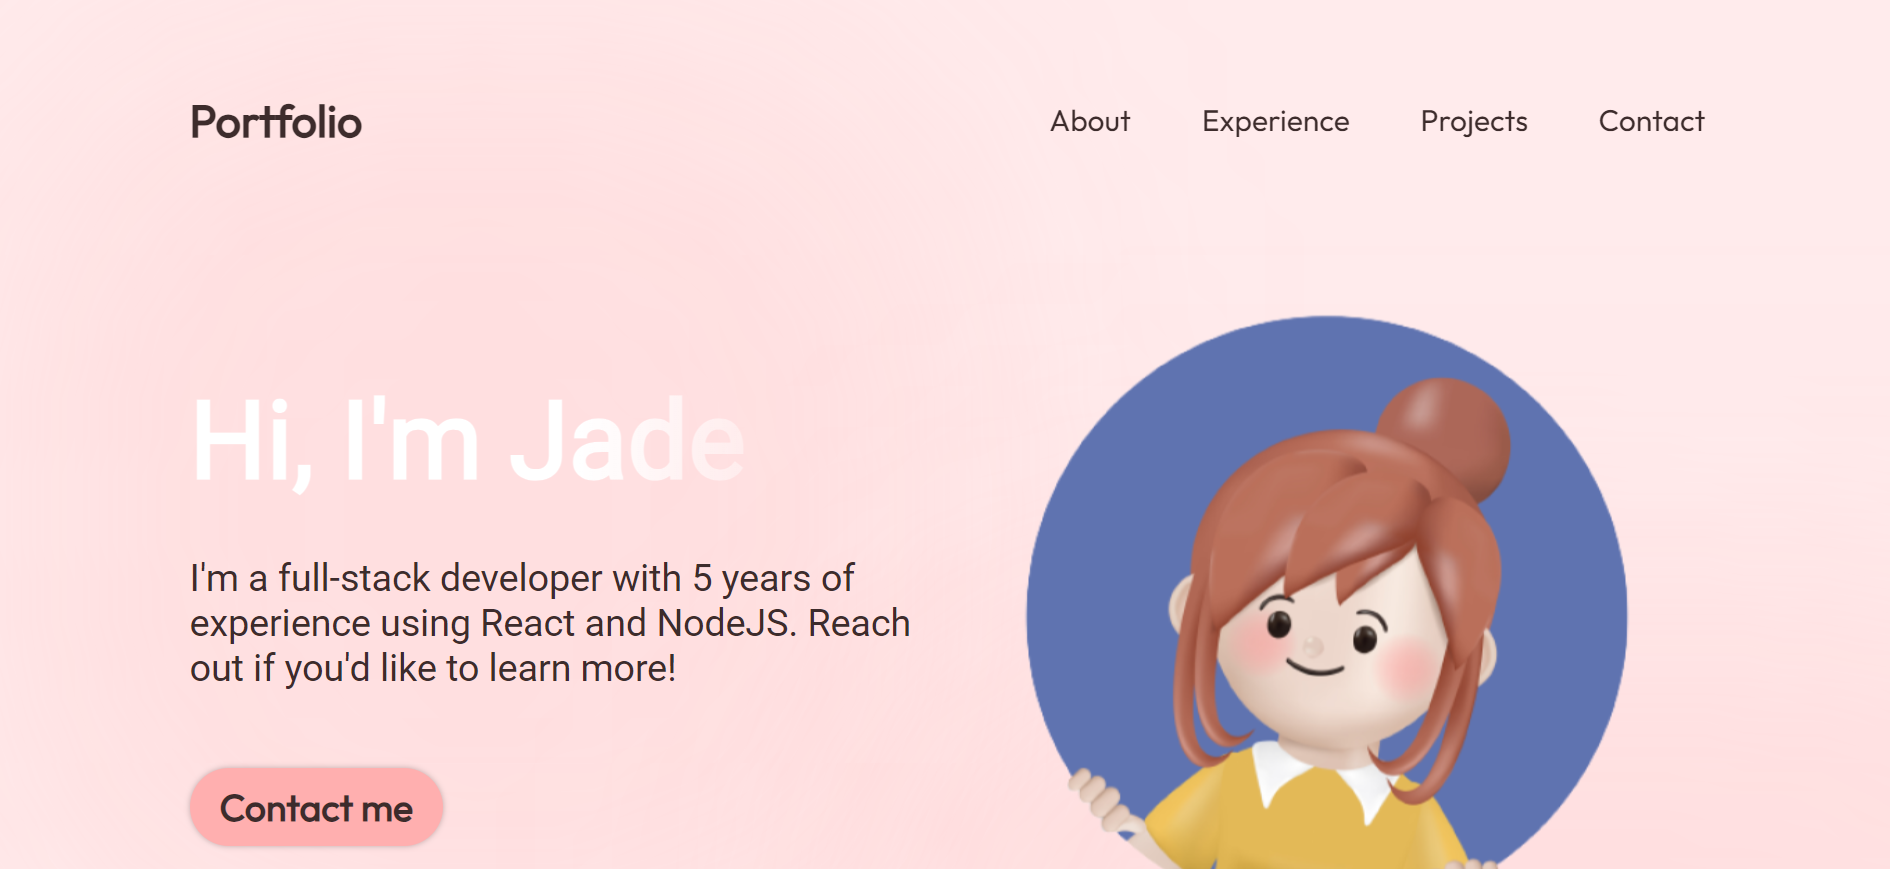 Portfolio
About Experience Projects Contact
Hi, I'm Jade
I'm a full-stack developer with 5 years of
experience using React and NodeJS. Reach
out if you'd like to learn more!
Contact me